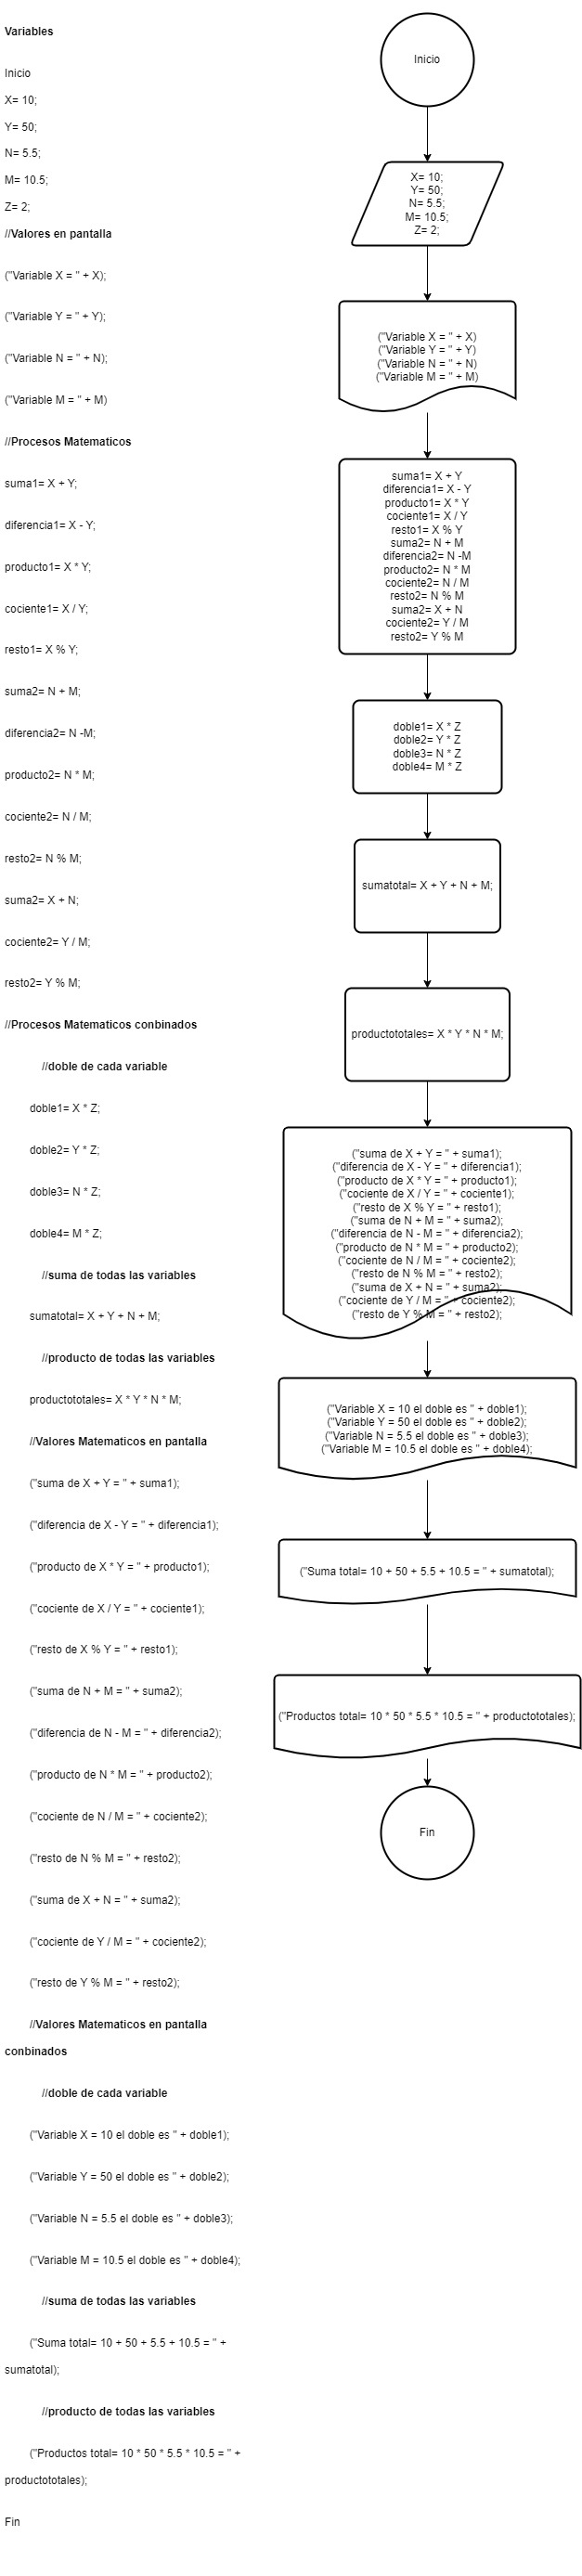 Variables
Inicio
X= 10;
Y= 50;
N= 5.5;
M= 10.5;
Z= 2;
//Valores en pantalla
("Variable X = " + X);
("Variable Y = " + Y);
("Variable N = " + N);
("Variable M = " + M)
//Procesos Matematicos
suma1= X + Y;
diferencia1= X - Y;
producto1= X * Y;
cociente1= X / Y;
resto1= X % Y;
suma2= N + M;
diferencia2= N -M;
producto2= N * M;
cociente2= N / M;
resto2= N % M;
suma2= X + N;
cociente2= Y / M;
resto2= Y % M;
//Procesos Matematicos conbinados
//doble de cada variable
doble1= X * Z;
doble2= Y * Z;
doble3= N * Z;
doble4= M * Z;
//suma de todas las variables
sumatotal= X + Y + N + M;
//producto de todas las variables
productototales= X * Y * N * M;
//Valores Matematicos en pantalla
("suma de X + Y = " + suma1);
("diferencia de X - Y = " + diferencia1);
("producto de X * Y = " + producto1);
("cociente de X / Y = " + cociente1);
("resto de X % Y = " + resto1);
("suma de N + M = " + suma2);
("diferencia de N - M = " + diferencia2);
("producto de N * M = " + producto2);
("cociente de N / M = " + cociente2);
("resto de N % M = " + resto2);
("suma de X + N = " + suma2);
("cociente de Y / M = " + cociente2);
("resto de Y % M = " + resto2);
//Valores Matematicos en pantalla
conbinados
//doble de cada variable
("Variable X = 10 el doble es " + doble1);
("Variable Y = 50 el doble es " + doble2);
("Variable N = 5.5 el doble es " + doble3);
("Variable M = 10.5 el doble es " + doble4);
//suma de todas las variables
("Suma total= 10 + 50 + 5.5 + 10.5 = " +
sumatotal);
//producto de todas las variables
("Productos total= 10 * 50 * 5.5 * 10.5 = " +
productototales);
Fin
Inicio
X= 10;
Y= 50;
N= 5.5;
M= 10.5;
Z= 2;
("Variable X = " + X)
("Variable Y = " + Y)
("Variable N = " + N)
("Variable M = " + M)
suma1= X + Y
diferencia1= X - Y
producto1= X * Y
cociente1= X / Y
resto1= X % Y
suma2= N + M
diferencia2= N -M
producto2= N * M
cociente2= N / M
resto2= N % M
suma2= X + N
cociente2= Y / M
resto2= Y % M
doble1= X * Z
doble2= Y * Z
doble3= N * Z
doble4= M * Z
sumatotal= X + Y + N + M;
productototales= X * Y * N * M;
("suma de X + Y = " + suma1);
("diferencia de X - Y = " + diferencia1);
("producto de X * Y = " + producto1);
("cociente de X / Y = " + cociente1);
("resto de X % Y = " + resto1);
("suma de N + M = " + suma2);
("diferencia de N - M = " + diferencia2);
("producto de N * M = " + producto2);
("cociente de N / M = " + cociente2);
("resto de N % M = " + resto2);
("suma de X + N = " + suma2);
("cociente de Y / M = " + cociente2);
("resto de Y % M = " + resto2);
("Variable X = 10 el doble es " + doble1);
("Variable Y = 50 el doble es " + doble2);
("Variable N = 5.5 el doble es " + doble3);
("Variable M = 10.5 el doble es " + doble4);
("Suma total= 10 + 50 + 5.5 + 10.5 = " + sumatotal);
("Productos total= 10 * 50 * 5.5 * 10.5 = " + productototales);
Fin